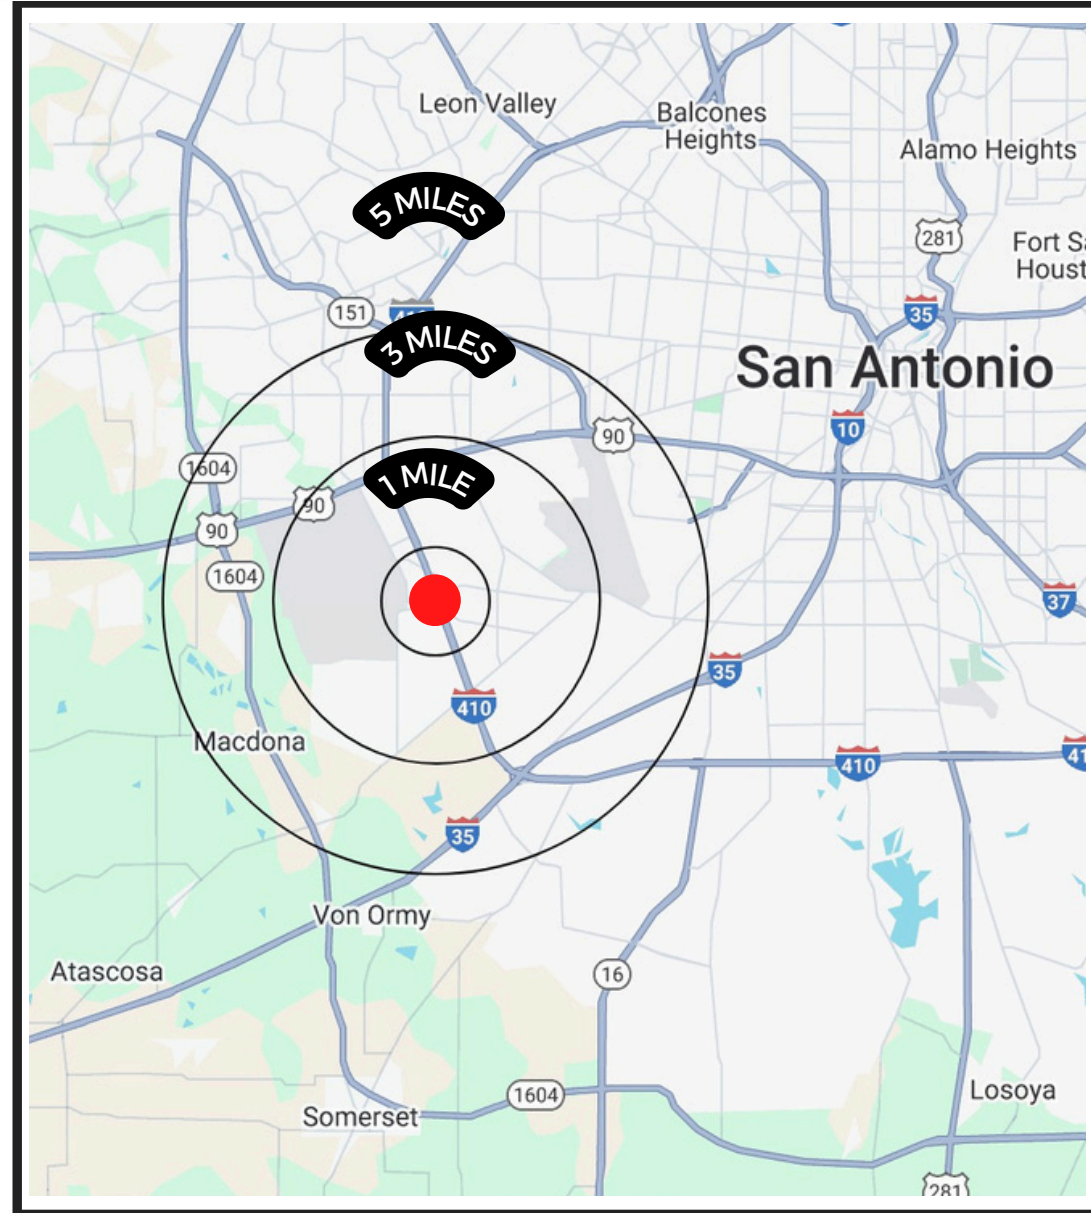 Leon Valley
Balcones
Heights
Alamo Heights
5 MILES
281
Fort Sa
Houst
151
410
35
3 MILES
San Antonio
10
90
1604
1 MILE
90
90
1604
37
35
410
Macdona
410
41
35
Von Ormy
Atascosa
16
1604
Losoya
Somerset
281